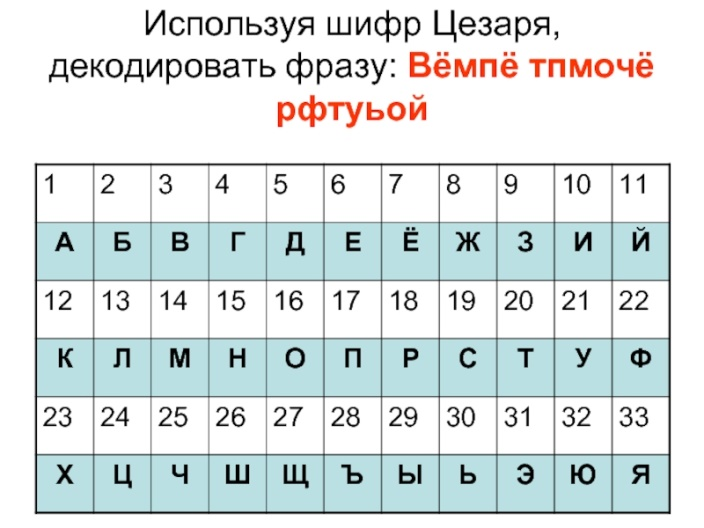 Используя шифр Цезаря,
декодировать фразу: Вёмпё тпмочё
рфтуьой
1 2 3 4 5 6 7 8 9 10 11
А Б В Г Д Е Ё Ж З И Й
12 13 14 15 16 17 18 19 20 21 22
К Л М Н О П Р С Т У Ф
23 24 25 26 27 28 29 30 31 32 33
Х Ц Ч Ш Щ Ъ Ы Ь Э Ю Я